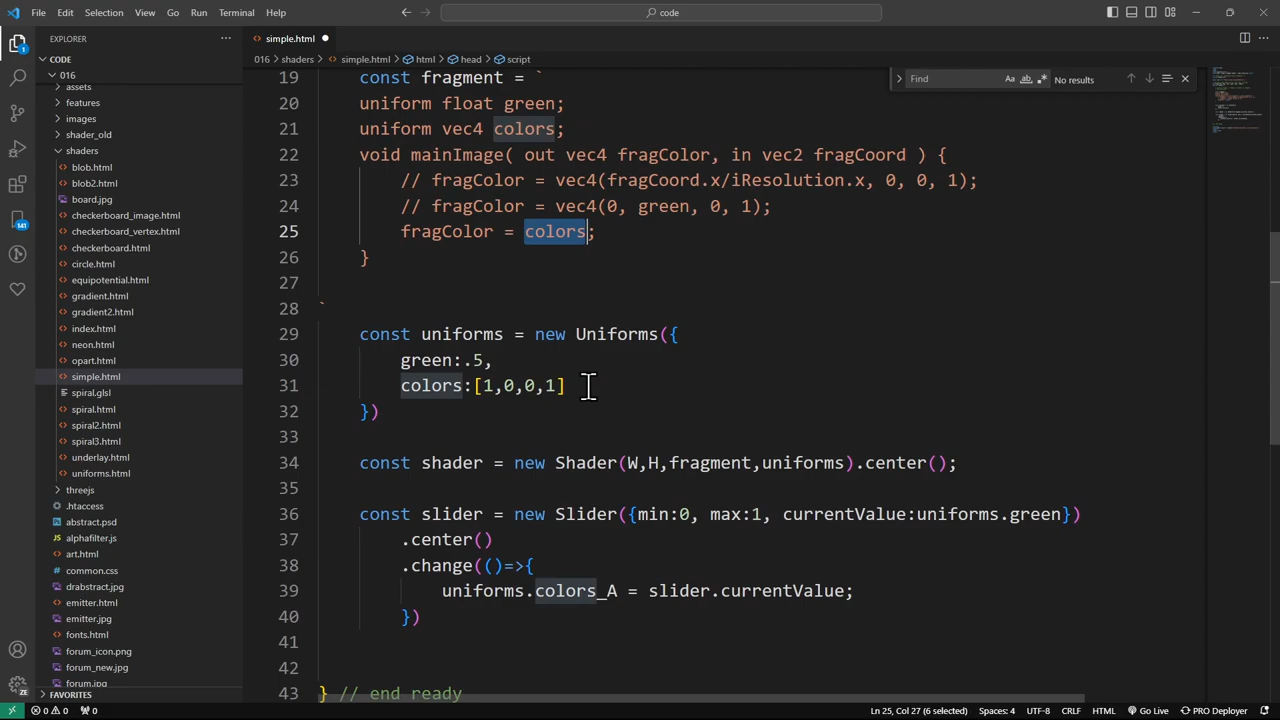 File Edit Selection View Go Run Terminal Help
code
EXPLORER
simple.html
016 shaders simple.html html head script
CODE
016
assets
features
images
shader_old
shaders
blob.html
blob2.html
board.jpg
checkerboard_image.html
checkerboard_vertex.html
checkerboard.html
circle.html
equipotential.html
gradient.html
gradient2.html
index.html
neon.html
opart.html
simple.html
spiral.glsl
spiral.html
spiral2.html
spiral3.html
underlay.html
uniforms.html
threejs
.htaccess
abstract.psd
alphafilter.js
art.html
common.css
drabstract.jpg
emitter.html
emitter.jpg
fonts.html
forum_icon.png
forum_new.jpg
forum.psd
FAVORITES
1
141
ZE
Find Aa ab No results
19 const fragment = `
20 uniform float green;
21 uniform vec4 colors;
22 void mainImage( out vec4 fragColor, in vec2 fragCoord ) {
23 // fragColor = vec4(fragCoord.x/iResolution.x, 0, 0, 1);
24 // fragColor = vec4(0, green, 0, 1);
25 fragColor = colors;
26 }
27
28 `
29 const uniforms = new Uniforms({
30 green:.5,
31 colors:[1,0,0,1]
32 })
33
34 const shader = new Shader(W,H,fragment,uniforms).center();
35
36 const slider = new Slider({min:0, max:1, currentValue:uniforms.green})
37 .center()
38 .change(()=>{
39 uniforms.colors_A = slider.currentValue;
40 })
41
42
43 } // end ready
0 0 0 Ln 25, Col 27 (6 selected) Spaces: 4 UTF-8 CRLF HTML Go Live PRO Deployer